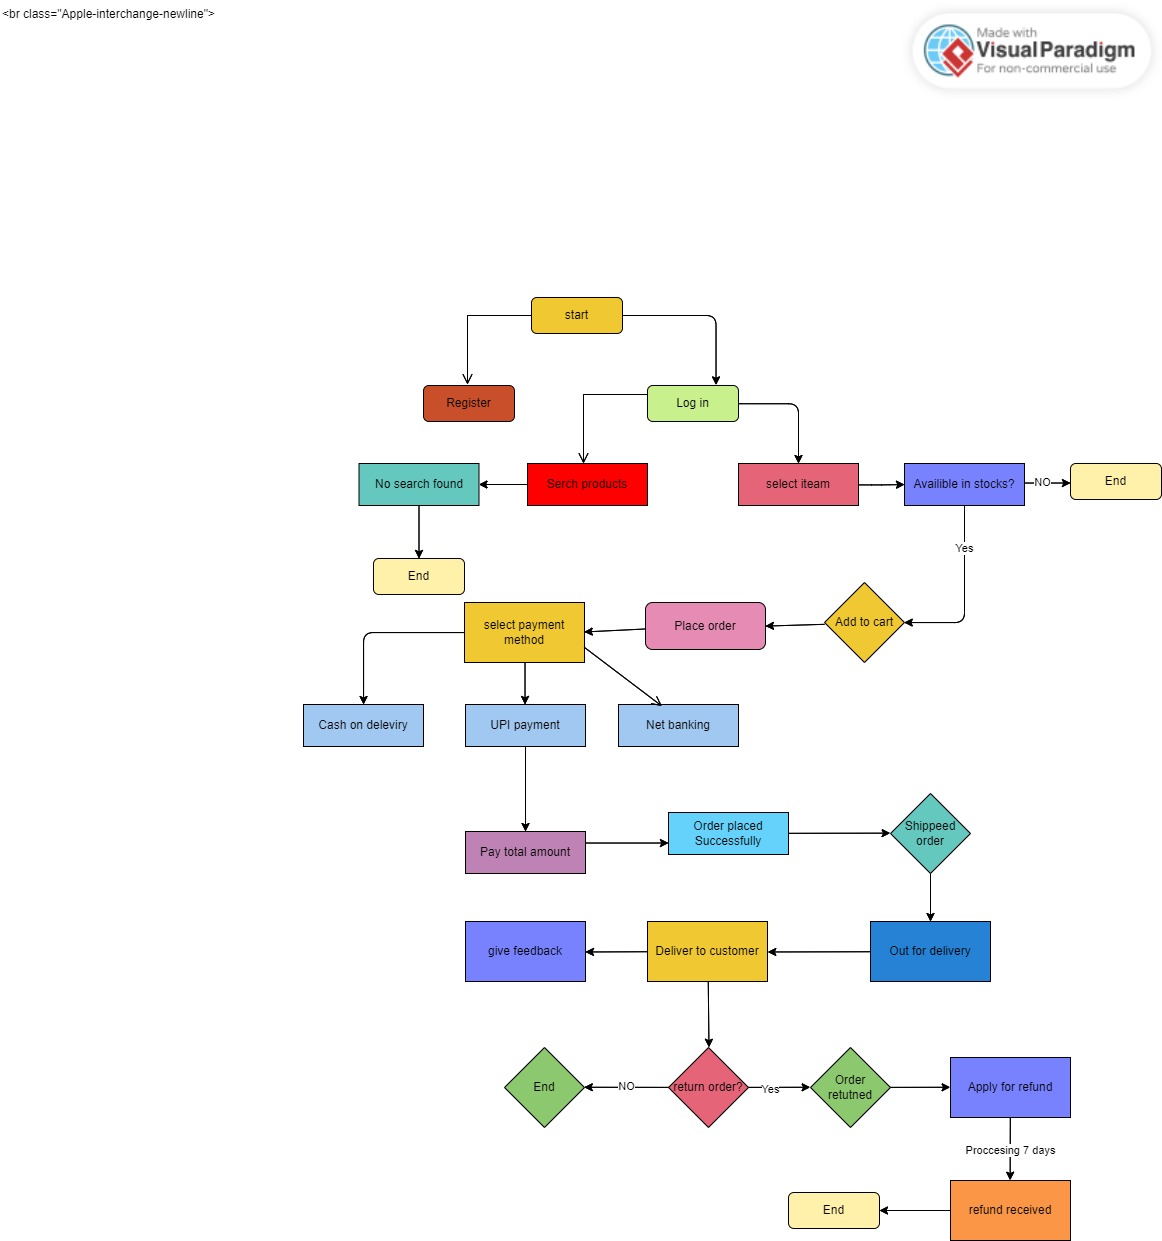 <br class="Apple-interchange-newline">
Made with
Visual Paradigm
For non-commercial use
start
Register
Log in
No search found
Serch products
select iteam
Availible in stocks?
NO
End
Yes
End
select payment
method
Place order
Add to cart
Cash on deleviry
UPI payment
Net banking
Pay total amount
Order placed
Successfully
Shippeed
order
give feedback
Deliver to customer
Out for delivery
End
NO
return order?
Yes
Order
retutned
Apply for refund
Proccesing 7 days
End
refund received